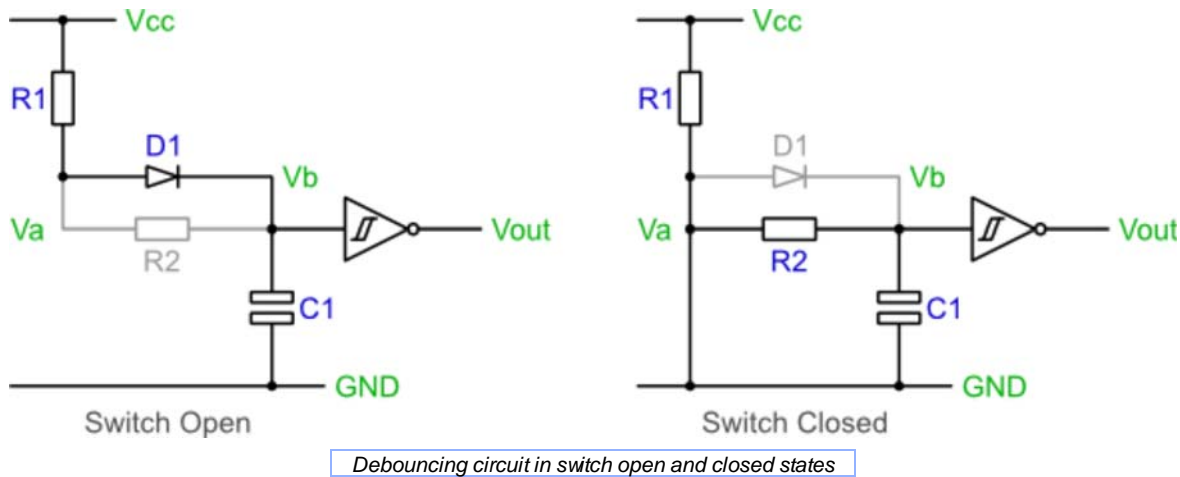 Vcc
R1
D1
Vb
Va
R2
Vout
C1
GND
Switch Open
Vcc
R1
D1
Vb
Va
R2
Vout
C1
GND
Switch Closed
Debouncing circuit in switch open and closed states